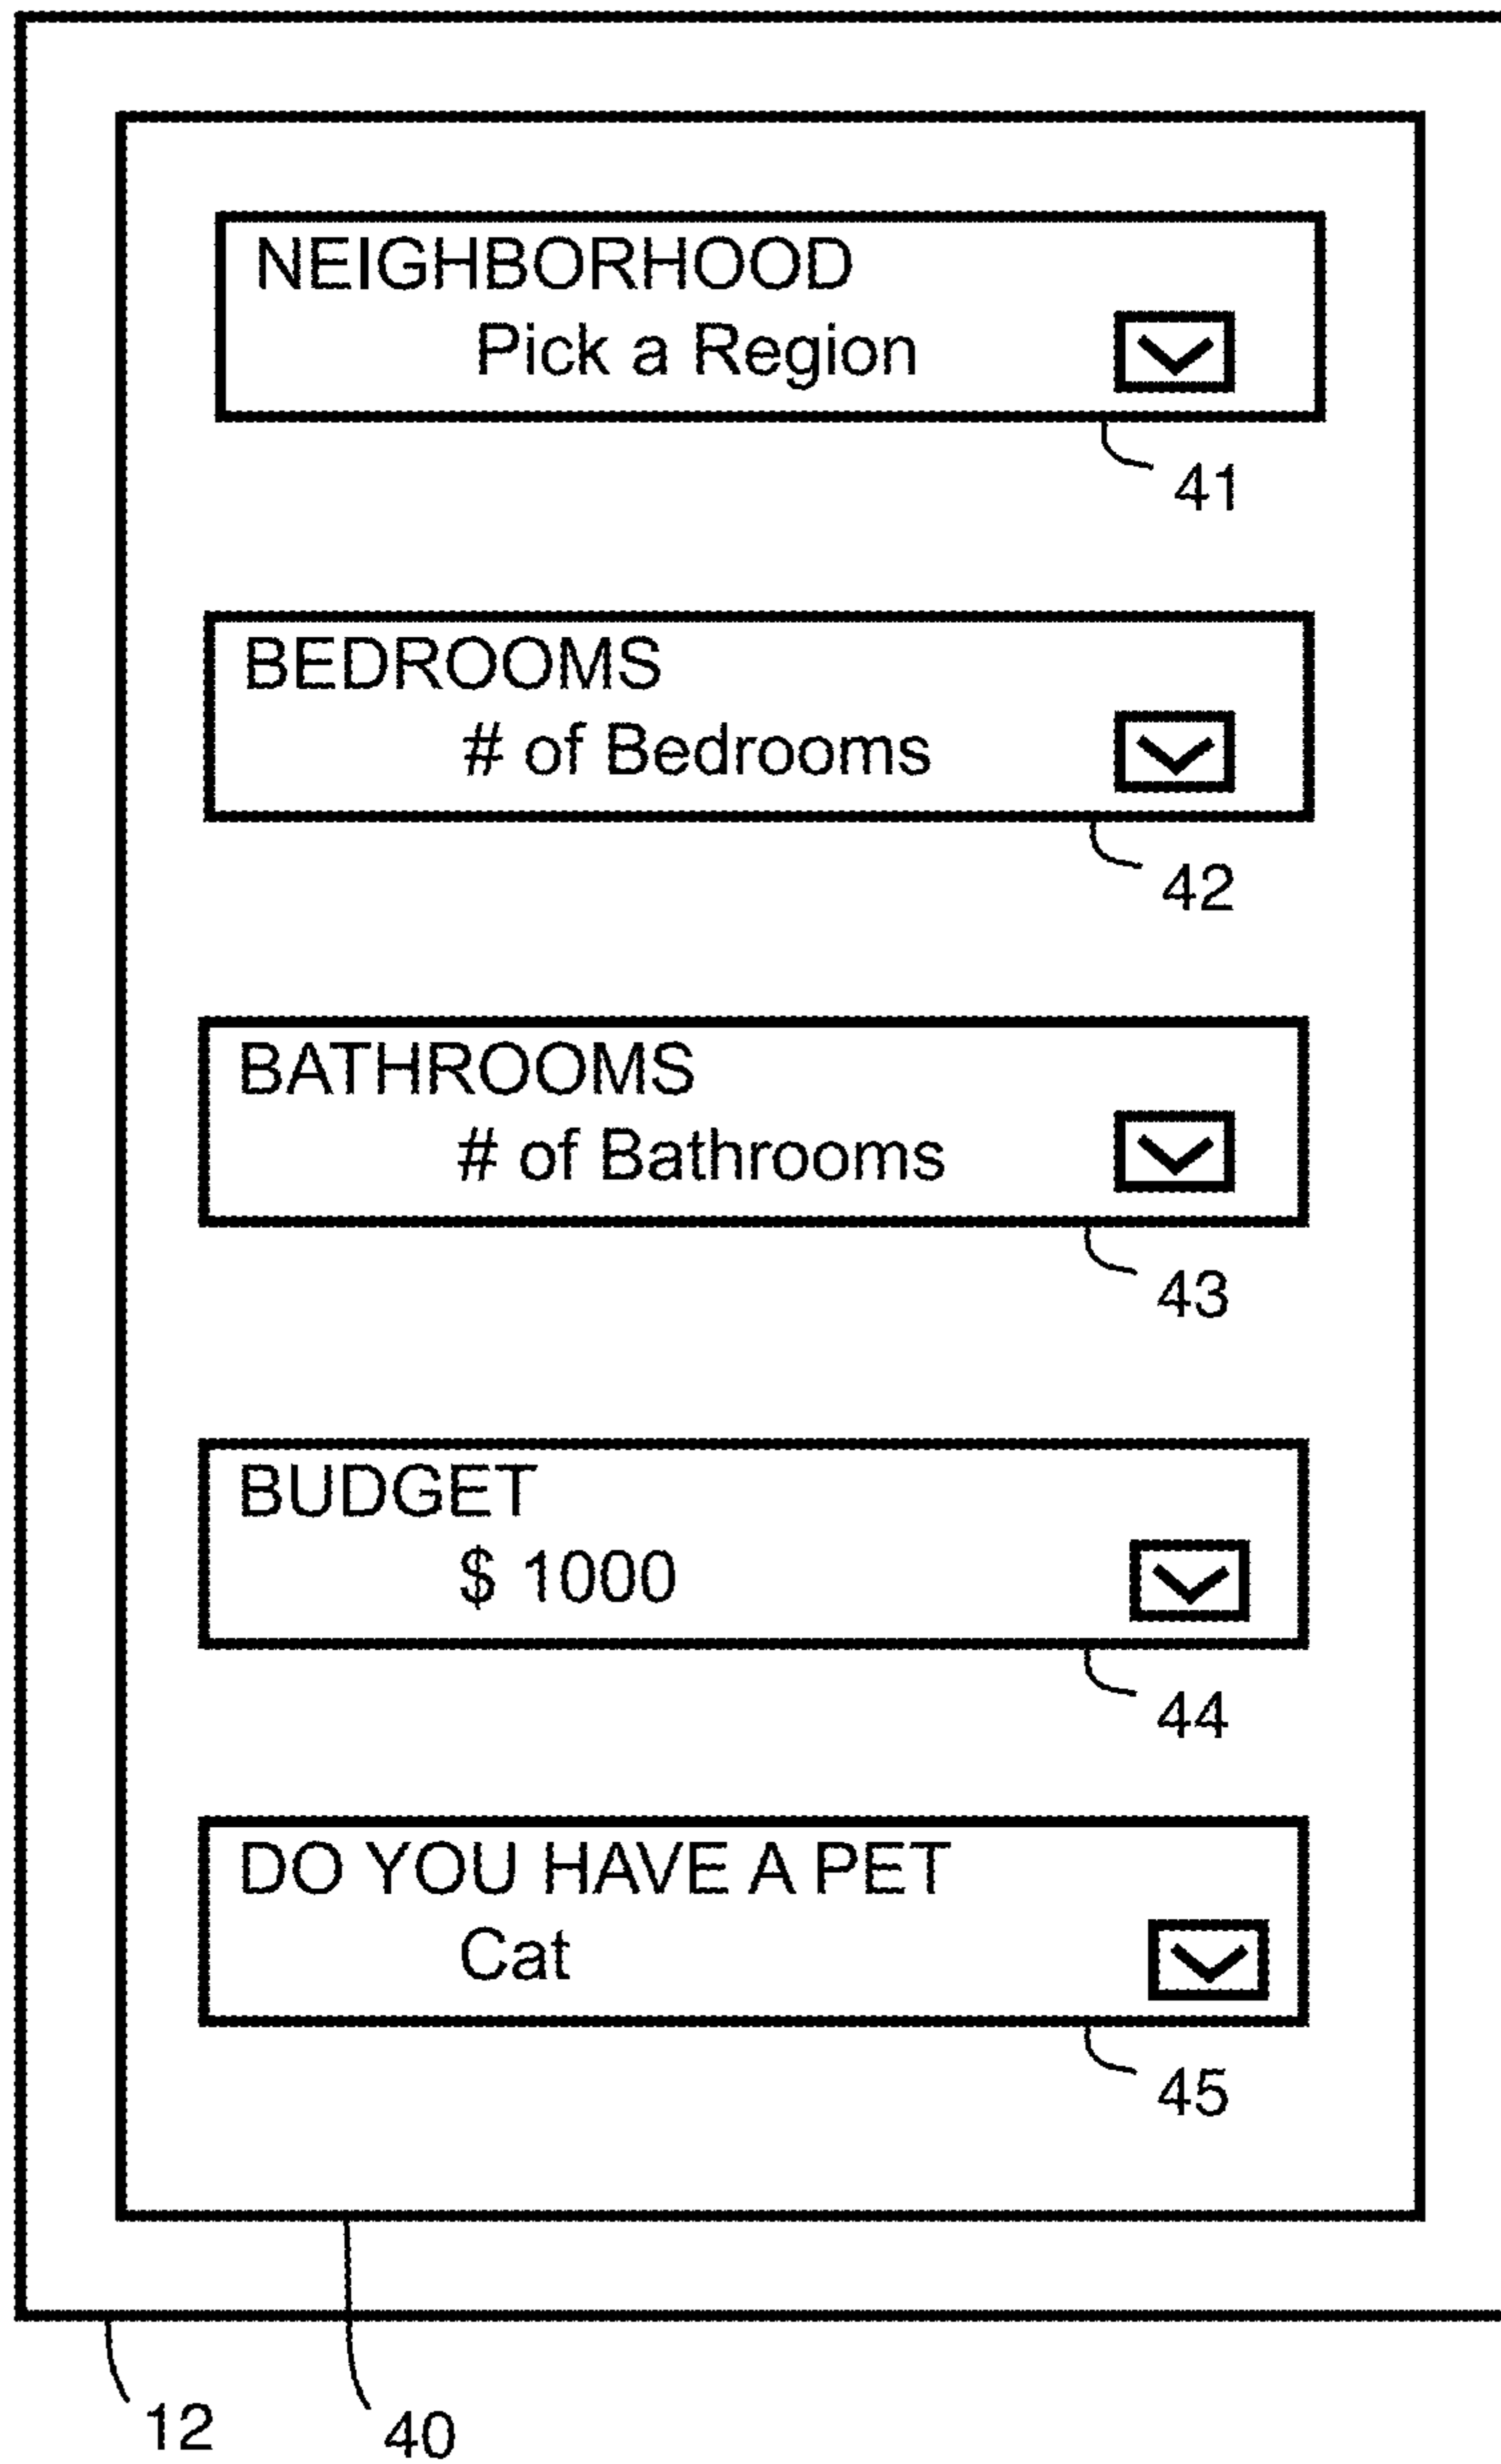 NEIGHBORHOOD
Pick a Region
41
BEDROOMS
# of Bedrooms
42
BATHROOMS
# of Bathrooms
43
BUDGET
$ 1000
44
DO YOU HAVE A PET
Cat
45
12
40